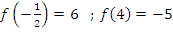 f(−1/2) = 6 ; f(4) = −5